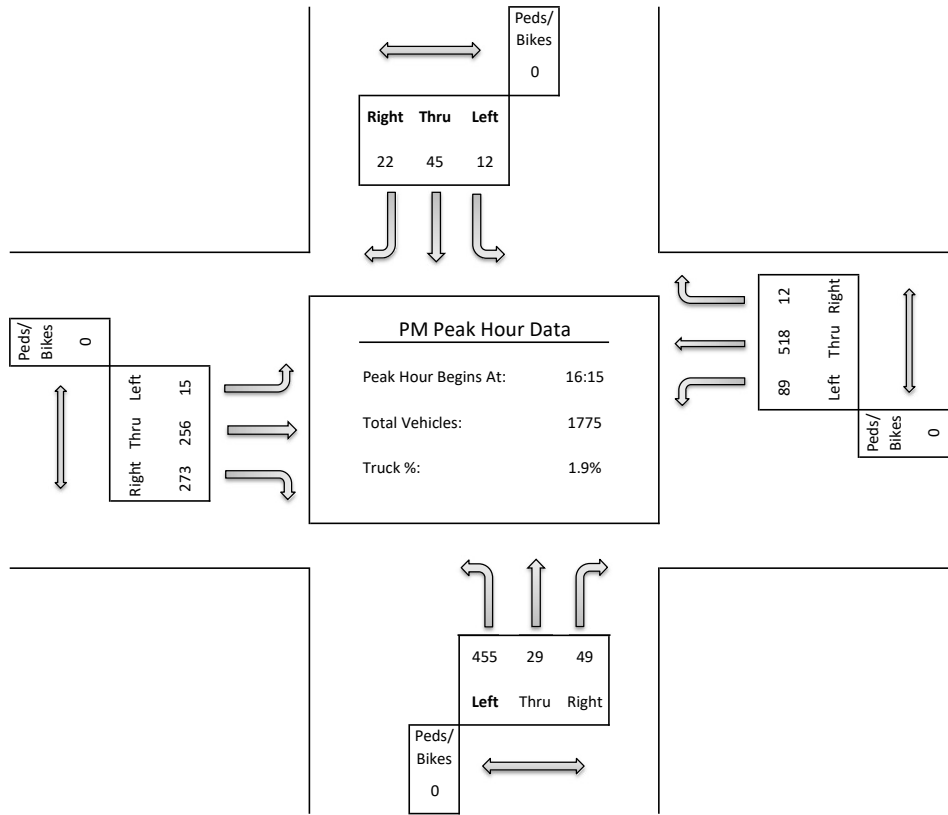 Peds/
Bikes
0
Right Thru Left
22 45 12
Peds/
Bikes
0
Left 15
Thru 256
Right 273
PM Peak Hour Data
Peak Hour Begins At: 16:15
Total Vehicles: 1775
Truck %: 1.9%
12 Right
518 Thru
89 Left
Peds/
Bikes
0
455 29 49
Left Thru Right
Peds/
Bikes
0